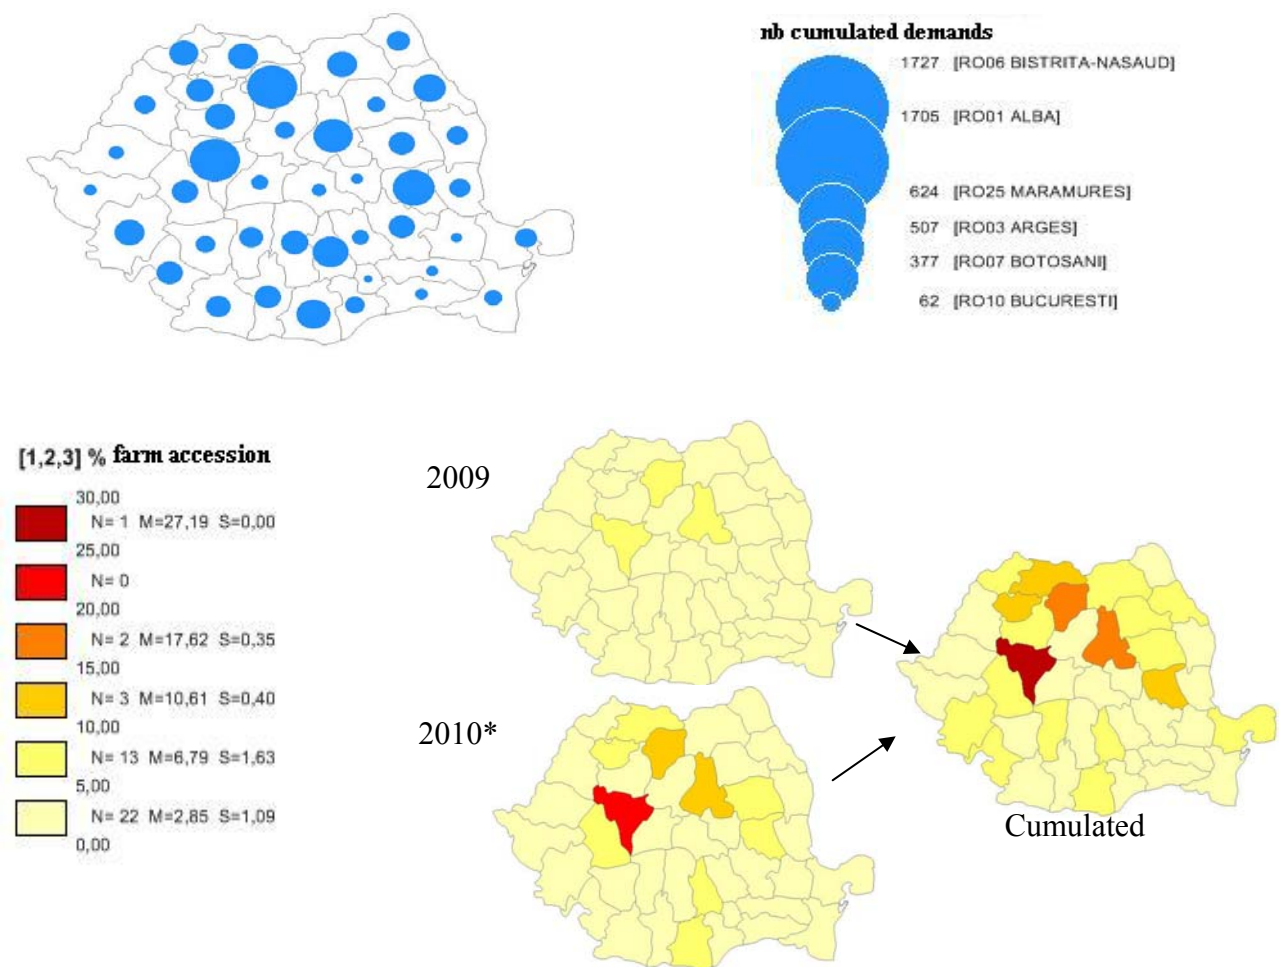 nb cumulated demands
1727 [RO06 BISTRITA-NASAUD]
1705 [RO01 ALBA]
624 [RO25 MARAMURES]
507 [RO03 ARGES]
377 [RO07 BOTOSANI]
62 [RO10 BUCURESTI]
[1,2,3] % farm accession
30,00
N= 1 M=27,19 S=0,00
25,00
N= 0
20,00
N= 2 M=17,62 S=0,35
15,00
N= 3 M=10,61 S=0,40
10,00
N= 13 M=6,79 S=1,63
5,00
N= 22 M=2,85 S=1,09
0,00
2009
2010*
Cumulated